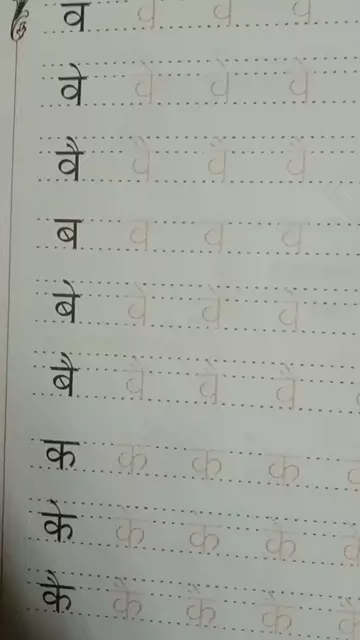 व व व व
वे वे वे वे
वै वै वै वै
ब ब ब ब
बे बे बे बे
बै बै बै बै
क क क क
के के के के
कै कै कै कै